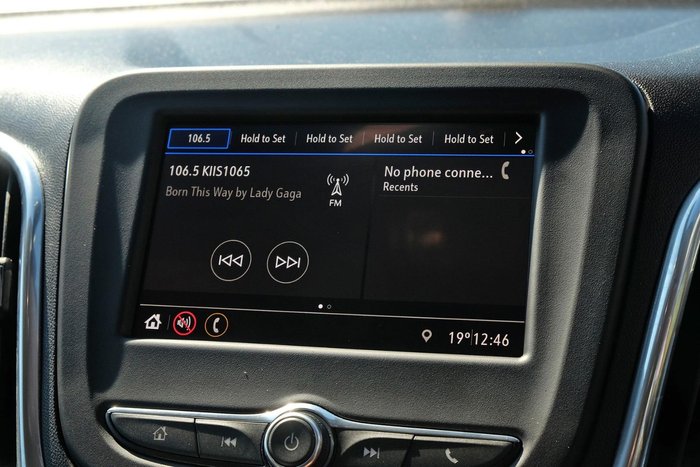 106.5 Hold to Set Hold to Set Hold to Set Hold to Set
106.5 KIIS1065
Born This Way by Lady Gaga
FM
No phone conne...
Recents
19° 12:46